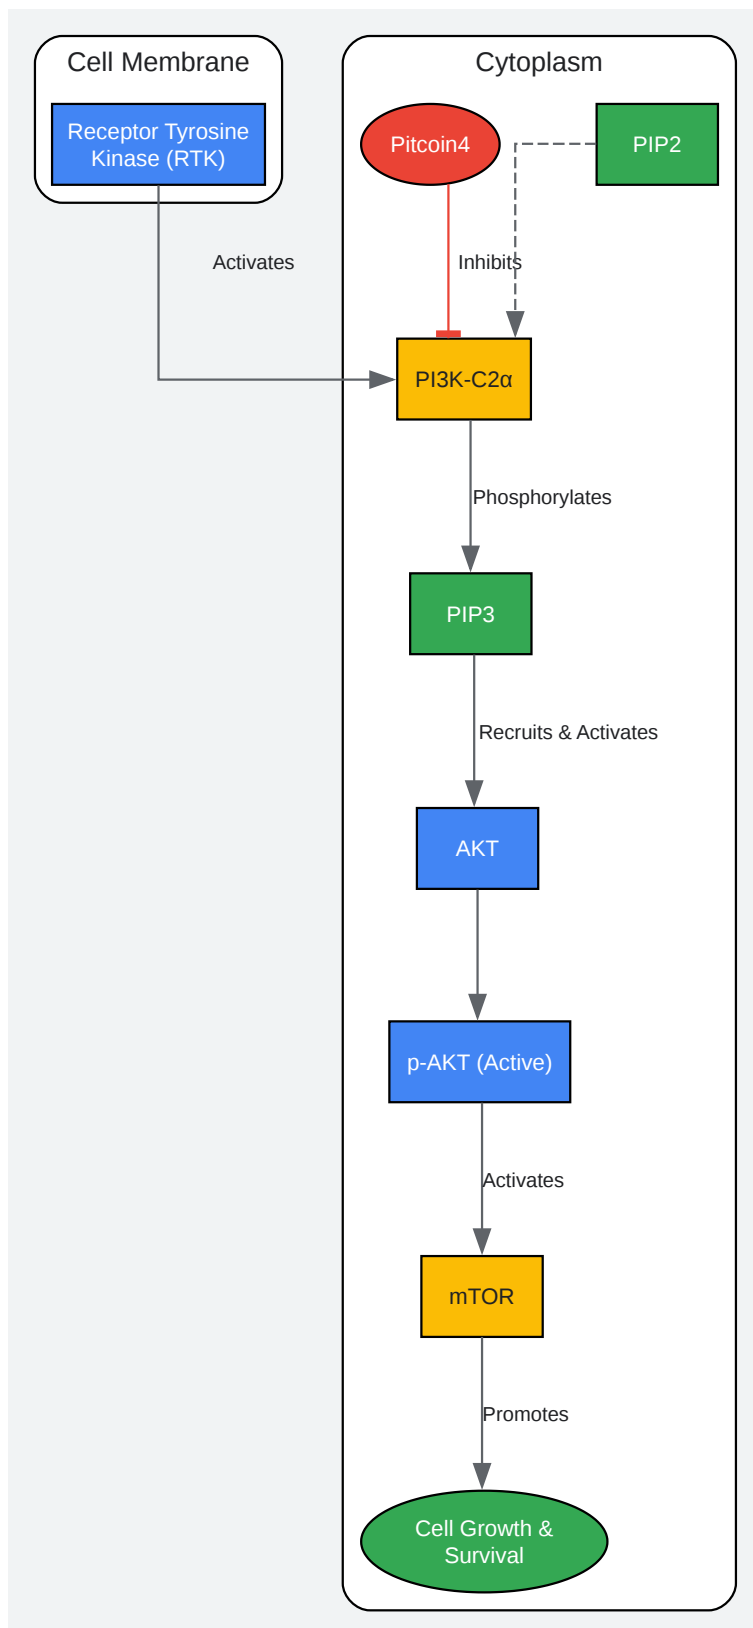 Cell Membrane
Receptor Tyrosine
Kinase (RTK)
Cytoplasm
Pitcoin4
PIP2
Activates
Inhibits
PI3K-C2α
Phosphorylates
PIP3
Recruits & Activates
AKT
p-AKT (Active)
Activates
mTOR
Promotes
Cell Growth &
Survival